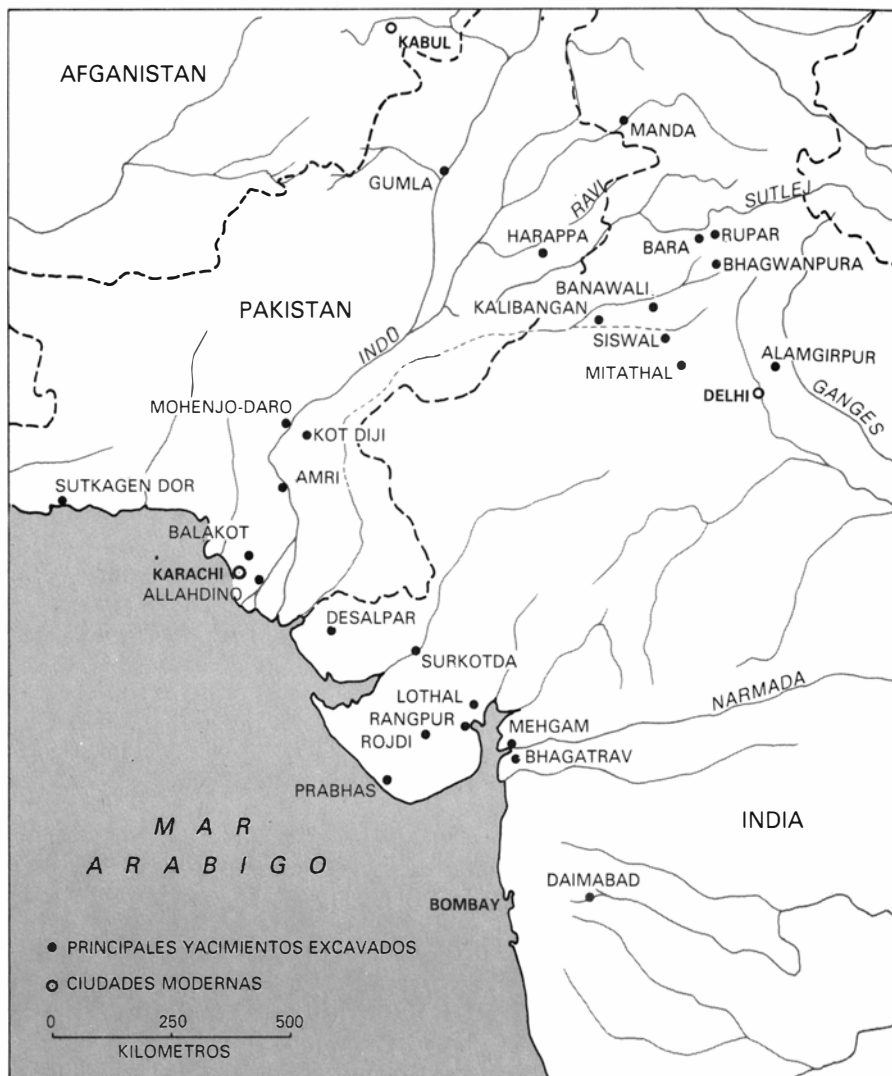 KABUL
AFGANISTAN
MANDA
GUMLA
RAVI
SUTLEJ
HARAPPA
BARA
RUPAR
BHAGWANPURA
BANAWALI
KALIBANGAN
PAKISTAN
INDO
SISWAL
ALAMGIRPUR
MITATHAL
DELHI
GANGES
MOHENJO-DARO
KOT DIJI
AMRI
SUTKAGEN DOR
BALAKOT
KARACHI
ALLAHDINO
DESALPAR
SURKOTDA
NARMADA
LOTHAL
RANGPUR
MEHGAM
ROJDI
BHAGATRAV
PRABHAS
MAR
ARABIGO
INDIA
DAIMABAD
BOMBAY
PRINCIPALES YACIMIENTOS EXCAVADOS
CIUDADES MODERNAS
0 250 500
KILOMETROS